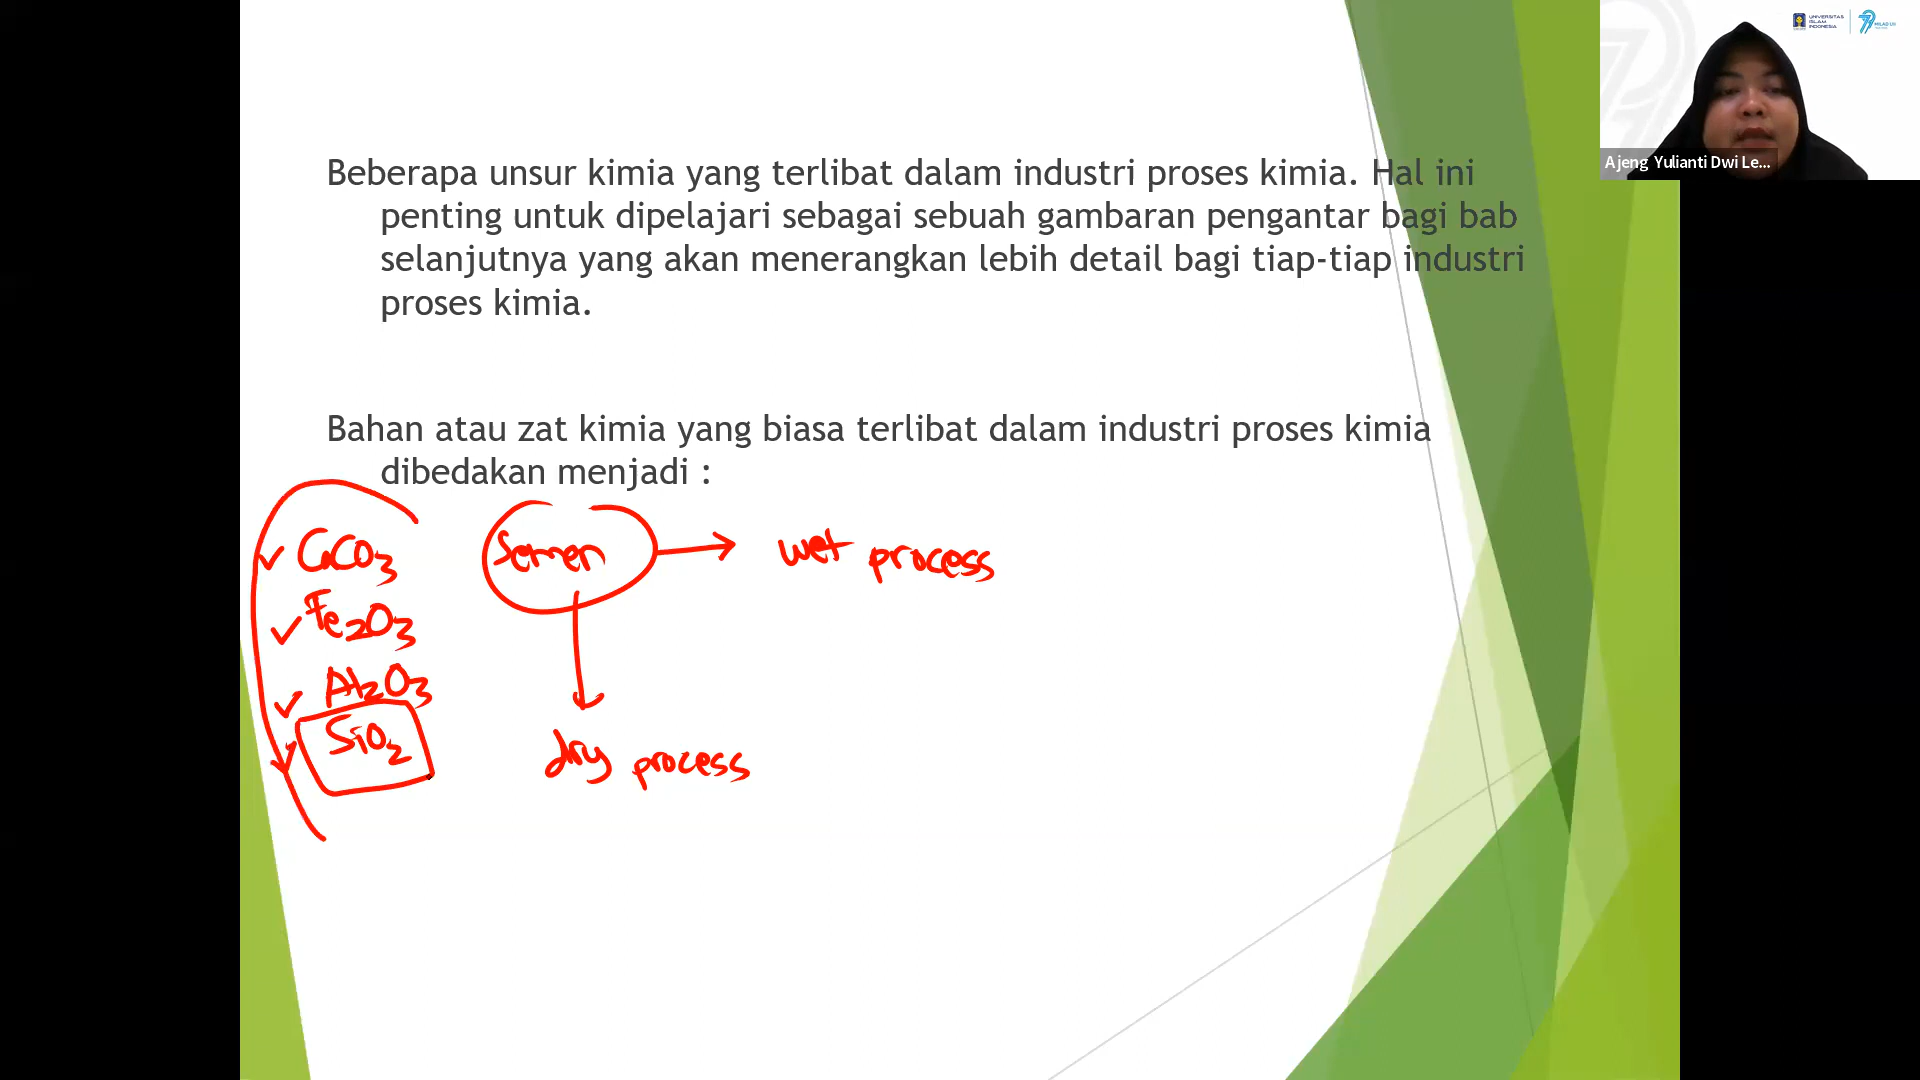 UNIVERSITAS
ISLAM
INDONESIA
Ajeng Yulianti Dwi Le...
Beberapa unsur kimia yang terlibat dalam industri proses kimia. Hal ini
penting untuk dipelajari sebagai sebuah gambaran pengantar bagi bab
selanjutnya yang akan menerangkan lebih detail bagi tiap-tiap industri
proses kimia.
Bahan atau zat kimia yang biasa terlibat dalam industri proses kimia
dibedakan menjadi :
CaCO3
Semen
wet process
Fe2O3
Al2O3
SiO2
dry process